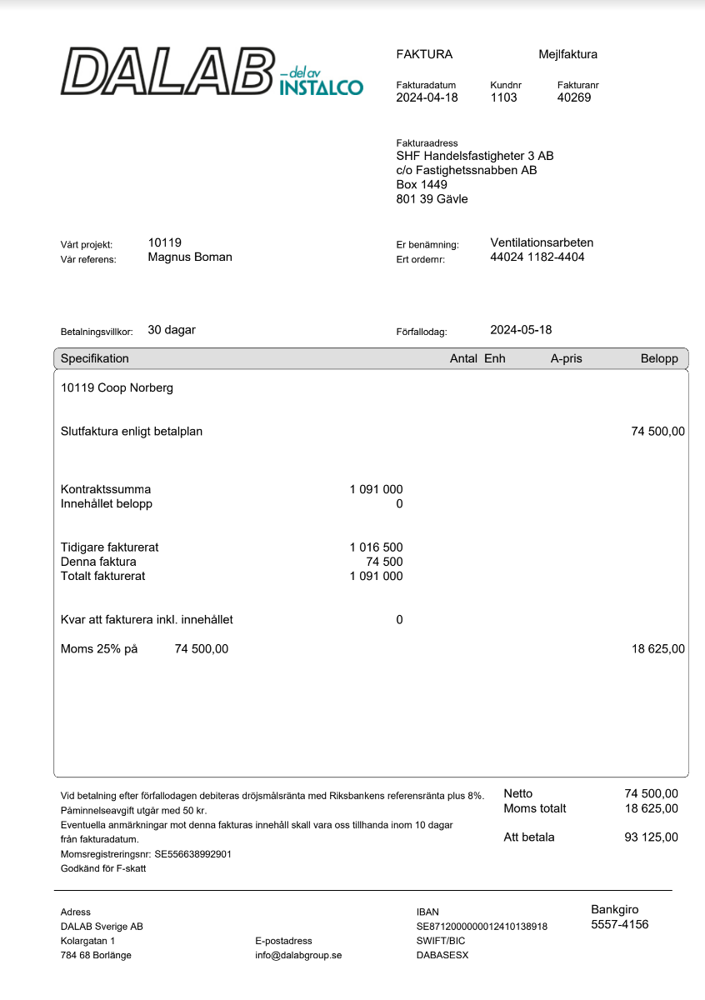 DALAB
– del av
INSTALCO
FAKTURA Mejlfaktura
Fakturadatum Kundnr Fakturanr
2024-04-18 1103 40269
Fakturaadress
SHF Handelsfastigheter 3 AB
c/o Fastighetssnabben AB
Box 1449
801 39 Gävle
Vårt projekt: 10119 Er benämning: Ventilationsarbeten
Vår referens: Magnus Boman Ert ordernr: 44024 1182-4404
Betalningsvillkor: 30 dagar Förfallodag: 2024-05-18
Specifikation Antal Enh A-pris Belopp
10119 Coop Norberg
Slutfaktura enligt betalplan 74 500,00
Kontraktssumma 1 091 000
Innehållet belopp 0
Tidigare fakturerat 1 016 500
Denna faktura 74 500
Totalt fakturerat 1 091 000
Kvar att fakturera inkl. innehållet 0
Moms 25% på 74 500,00 18 625,00
Vid betalning efter förfallodagen debiteras dröjsmålsränta med Riksbankens referensränta plus 8%. Netto 74 500,00
Påminnelseavgift utgår med 50 kr. Moms totalt 18 625,00
Eventuella anmärkningar mot denna fakturas innehåll skall vara oss tillhanda inom 10 dagar
från fakturadatum. Att betala 93 125,00
Momsregistreringsnr: SE556638992901
Godkänd för F-skatt
Adress IBAN Bankgiro
DALAB Sverige AB SE8712000000012410138918 5557-4156
Kolargatan 1 E-postadress SWIFT/BIC
784 68 Borlänge info@dalabgroup.se DABASESX